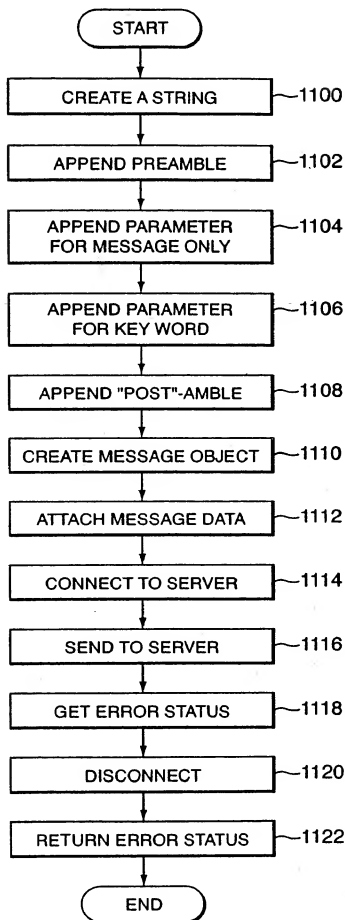 START
CREATE A STRING 1100
APPEND PREAMBLE 1102
APPEND PARAMETER
FOR MESSAGE ONLY 1104
APPEND PARAMETER
FOR KEY WORD 1106
APPEND "POST"-AMBLE 1108
CREATE MESSAGE OBJECT 1110
ATTACH MESSAGE DATA 1112
CONNECT TO SERVER 1114
SEND TO SERVER 1116
GET ERROR STATUS 1118
DISCONNECT 1120
RETURN ERROR STATUS 1122
END